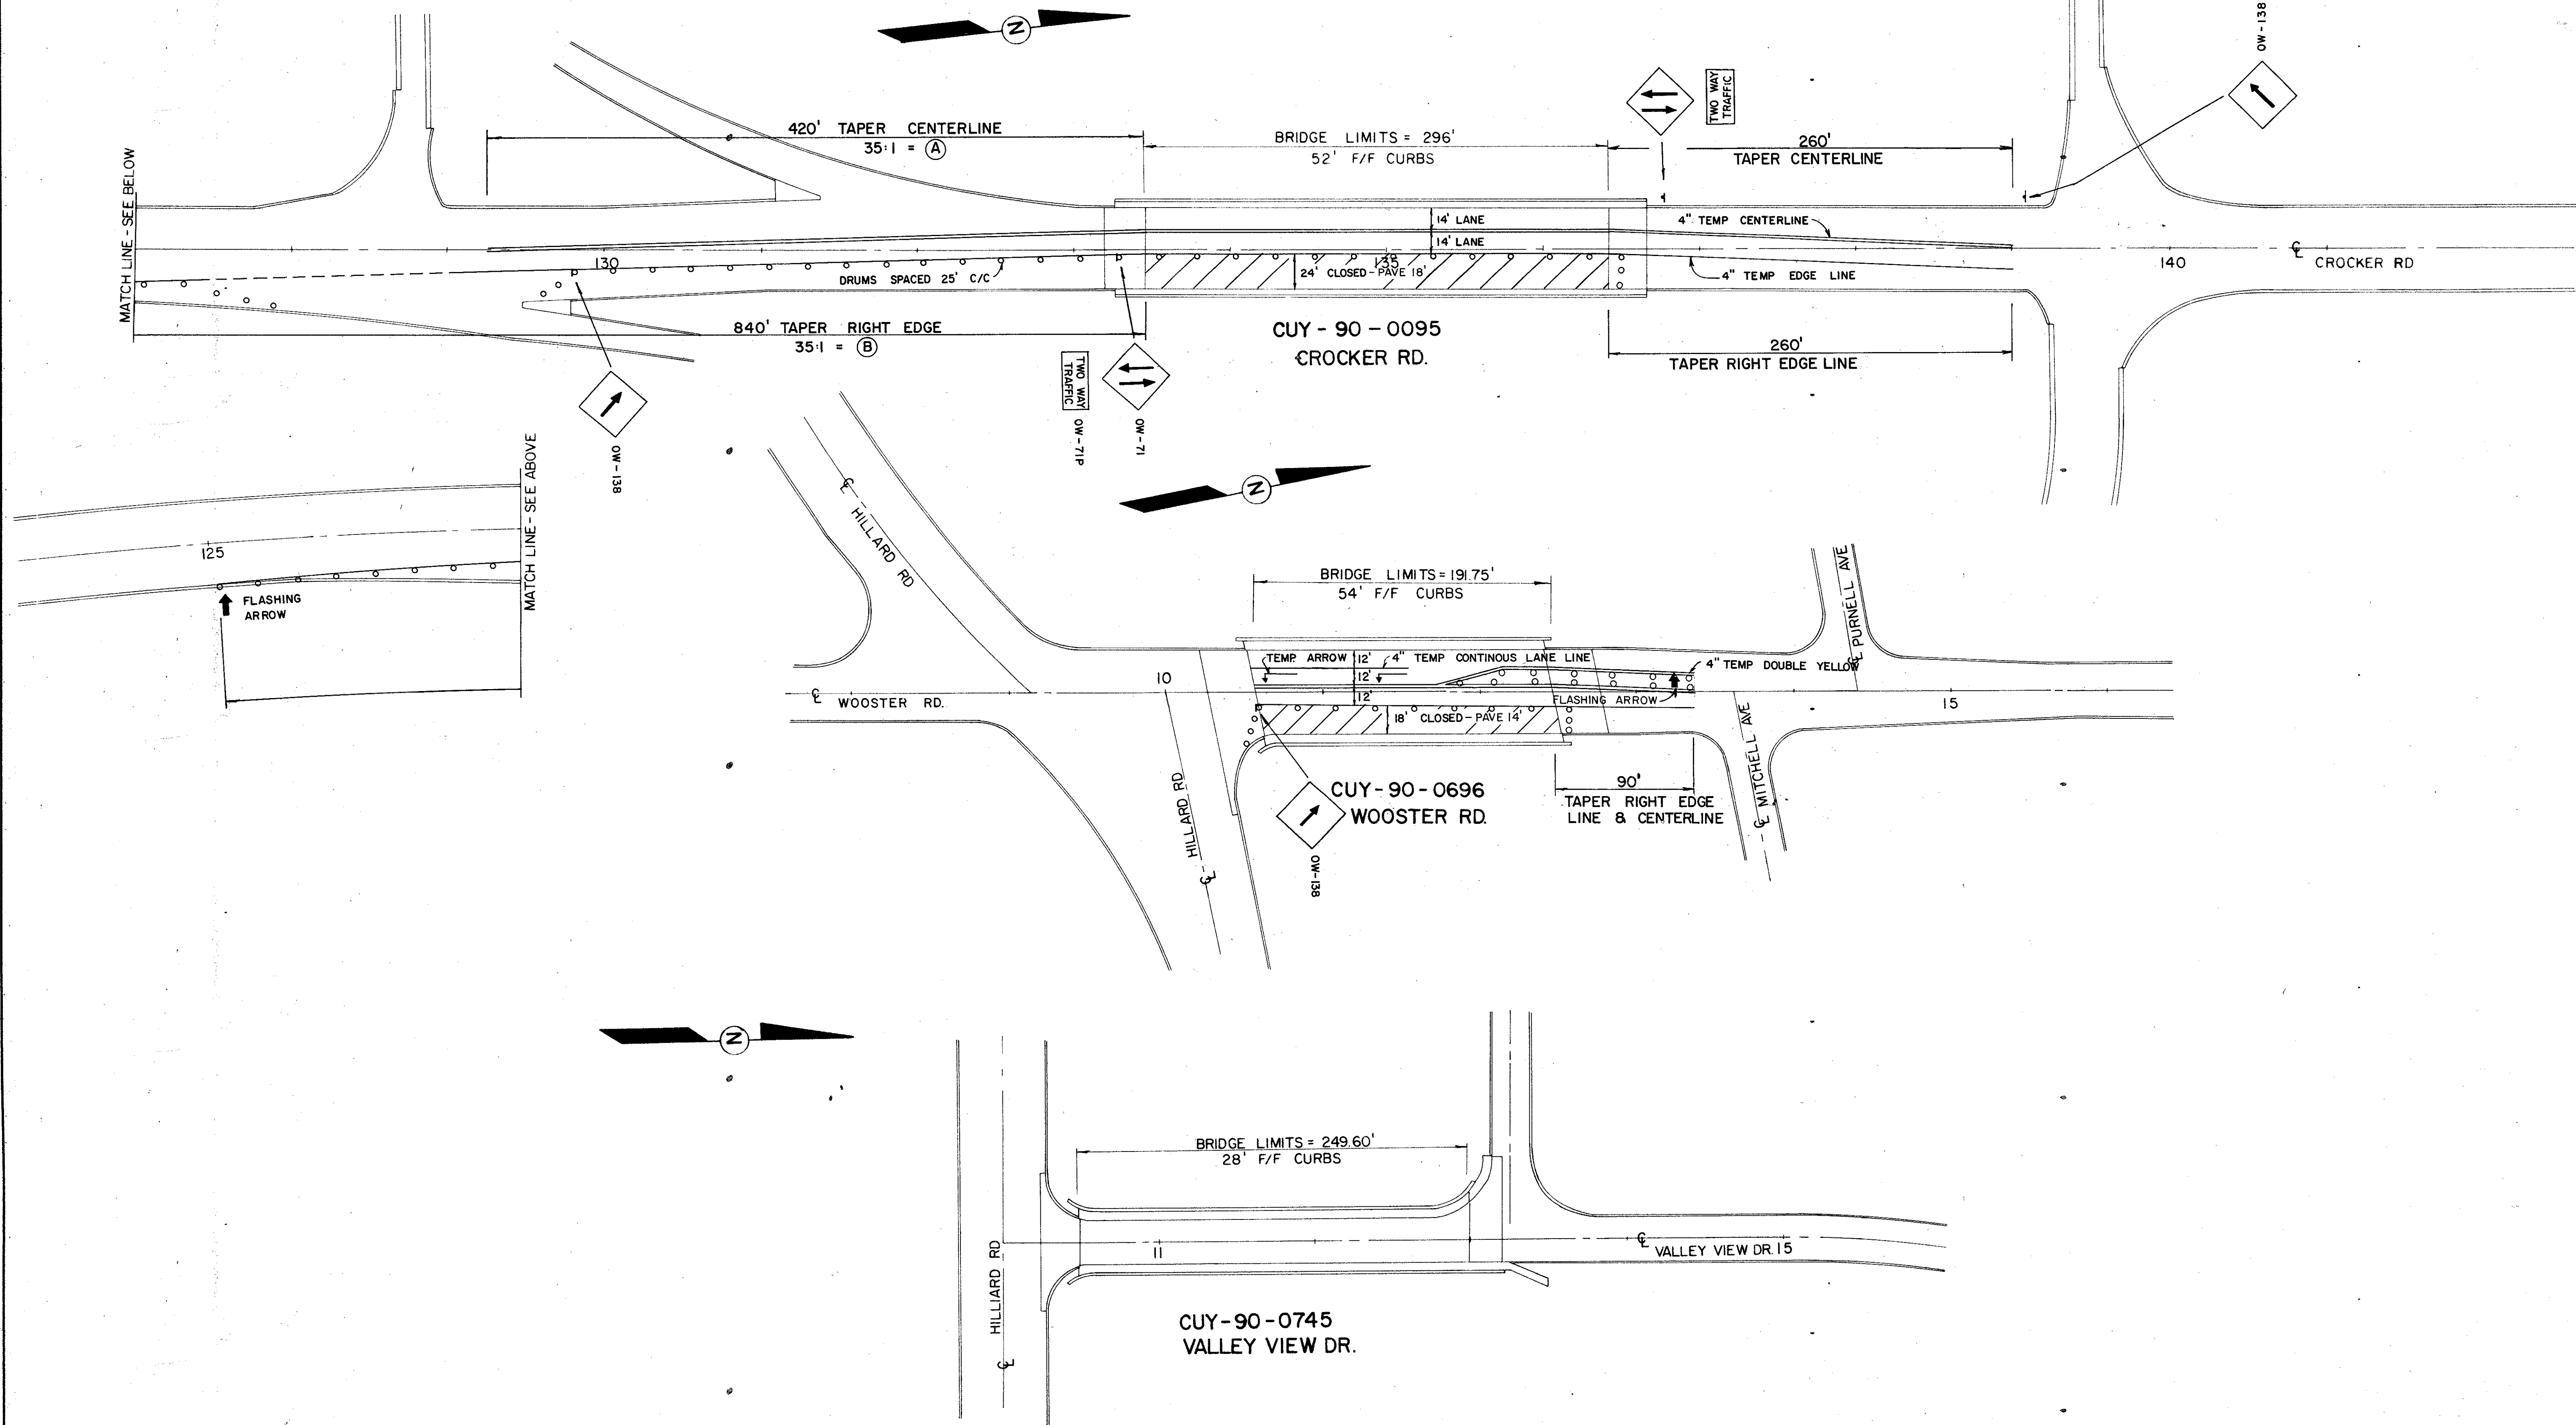 N
OW-138
TWO WAY
TRAFFIC
420' TAPER CENTERLINE
35:1 = A
BRIDGE LIMITS = 296'
52' F/F CURBS
260'
TAPER CENTERLINE
MATCH LINE - SEE BELOW
14' LANE
14' LANE
4" TEMP CENTERLINE
130
135
140
℄ CROCKER RD
DRUMS SPACED 25' C/C
24' CLOSED - PAVE 18'
4" TEMP EDGE LINE
840' TAPER RIGHT EDGE
35:1 = B
CUY - 90 - 0095
CROCKER RD.
260'
TAPER RIGHT EDGE LINE
OW-138
TWO WAY
TRAFFIC
OW-71P
OW-71
MATCH LINE - SEE ABOVE
125
FLASHING
ARROW
N
℄ HILLARD RD
BRIDGE LIMITS = 191.75'
54' F/F CURBS
℄ PURNELL AVE
TEMP ARROW
12'
4" TEMP CONTINOUS LANE LINE
12'
12'
4" TEMP DOUBLE YELLOW
10
15
℄ WOOSTER RD.
FLASHING ARROW
18' CLOSED - PAVE 14'
℄ MITCHELL AVE
℄ HILLARD RD
90'
TAPER RIGHT EDGE
LINE & CENTERLINE
CUY-90-0696
WOOSTER RD.
OW-138
N
BRIDGE LIMITS = 249.60'
28' F/F CURBS
℄ HILLIARD RD
11
℄ VALLEY VIEW DR. 15
CUY-90-0745
VALLEY VIEW DR.